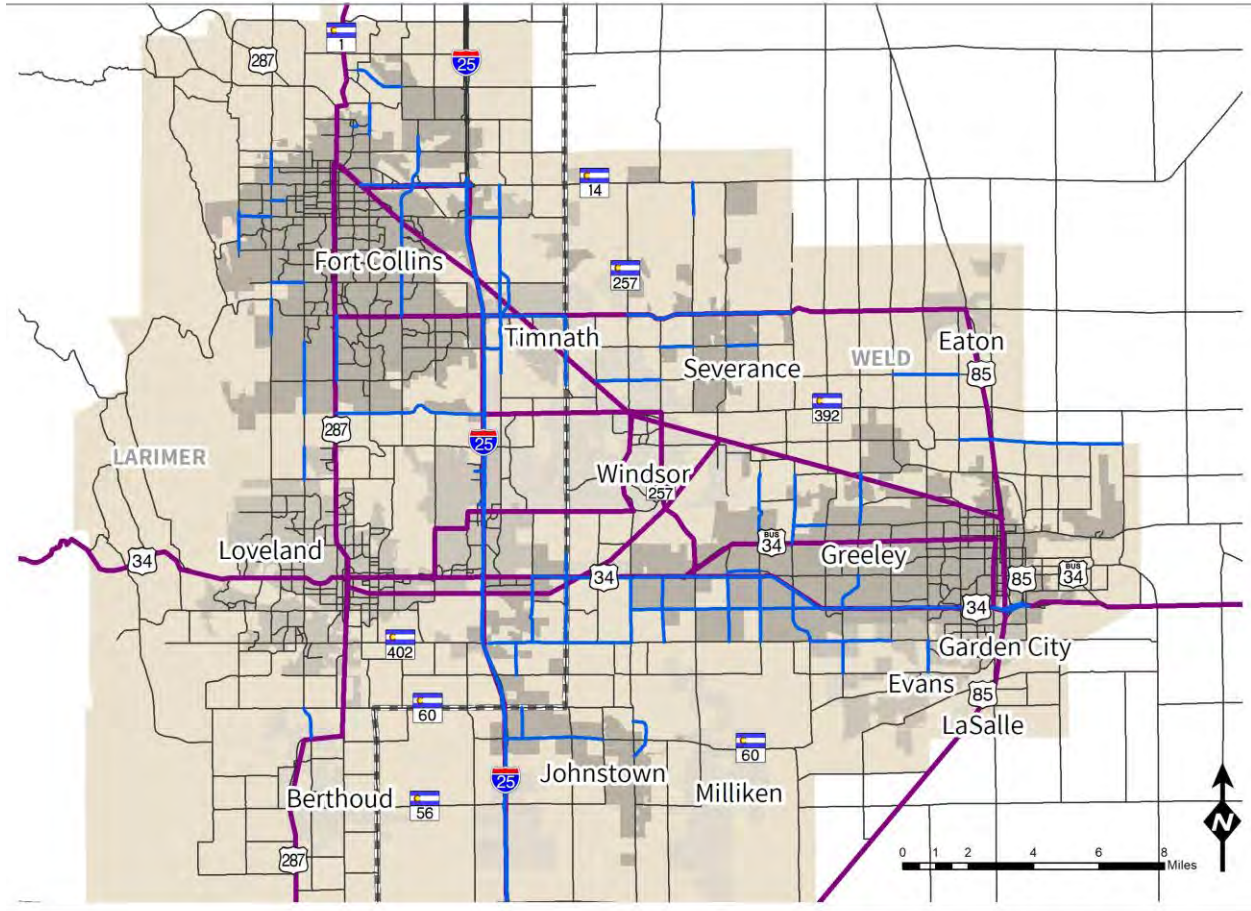 1
287
25
14
Fort Collins
257
Timnath
Severance
WELD
Eaton
85
392
287
25
LARIMER
Windsor
257
Loveland
34
BUS
34
Greeley
34
85
BUS
34
34
402
Garden City
Evans
85
60
LaSalle
60
25
Johnstown
Milliken
Berthoud
56
287
N
0 1 2 4 6 8
Miles